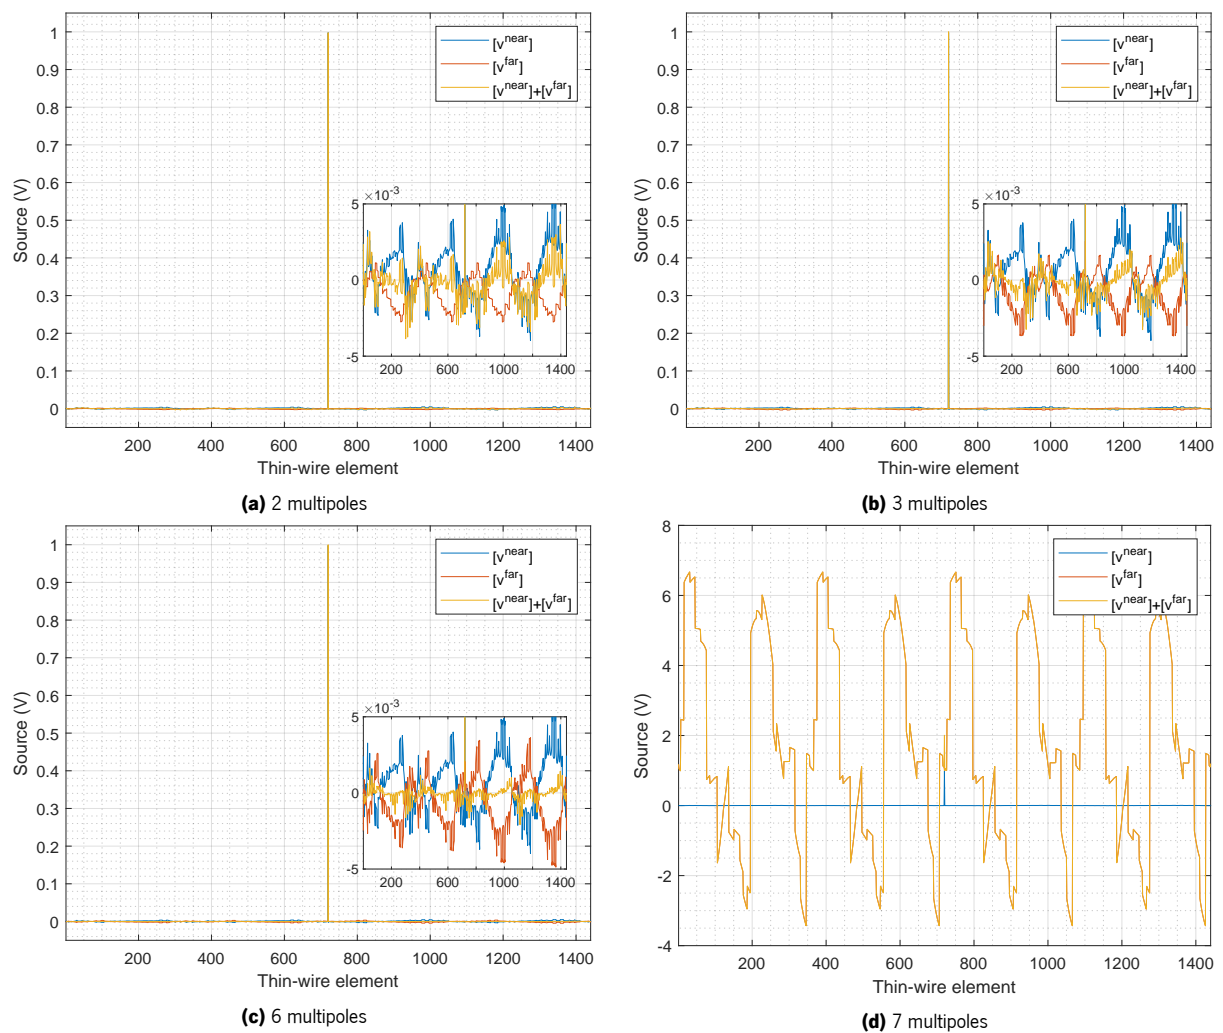 1
0.9
0.8
0.7
0.6
0.5
0.4
0.3
0.2
0.1
0
Source (V)
[v^near]
[v^far]
[v^near]+[v^far]
×10^-3
5
0
-5
200 600 1000 1400
200 400 600 800 1000 1200 1400
Thin-wire element
(a) 2 multipoles
1
0.9
0.8
0.7
0.6
0.5
0.4
0.3
0.2
0.1
0
Source (V)
[v^near]
[v^far]
[v^near]+[v^far]
×10^-3
5
0
-5
200 600 1000 1400
200 400 600 800 1000 1200 1400
Thin-wire element
(b) 3 multipoles
1
0.9
0.8
0.7
0.6
0.5
0.4
0.3
0.2
0.1
0
Source (V)
[v^near]
[v^far]
[v^near]+[v^far]
×10^-3
5
0
-5
200 600 1000 1400
200 400 600 800 1000 1200 1400
Thin-wire element
(c) 6 multipoles
8
6
4
2
0
-2
-4
Source (V)
[v^near]
[v^far]
[v^near]+[v^far]
200 400 600 800 1000 1200 1400
Thin-wire element
(d) 7 multipoles